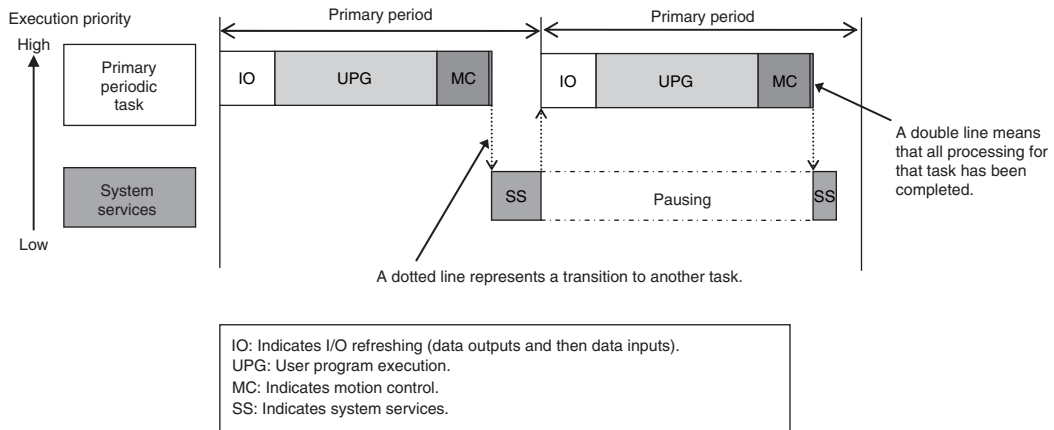 Execution priority
High
Low
Primary
periodic
task
System
services
Primary period
Primary period
IO
UPG
MC
IO
UPG
MC
SS
Pausing
SS
A double line means
that all processing for
that task has been
completed.
A dotted line represents a transition to another task.
IO: Indicates I/O refreshing (data outputs and then data inputs).
UPG: User program execution.
MC: Indicates motion control.
SS: Indicates system services.